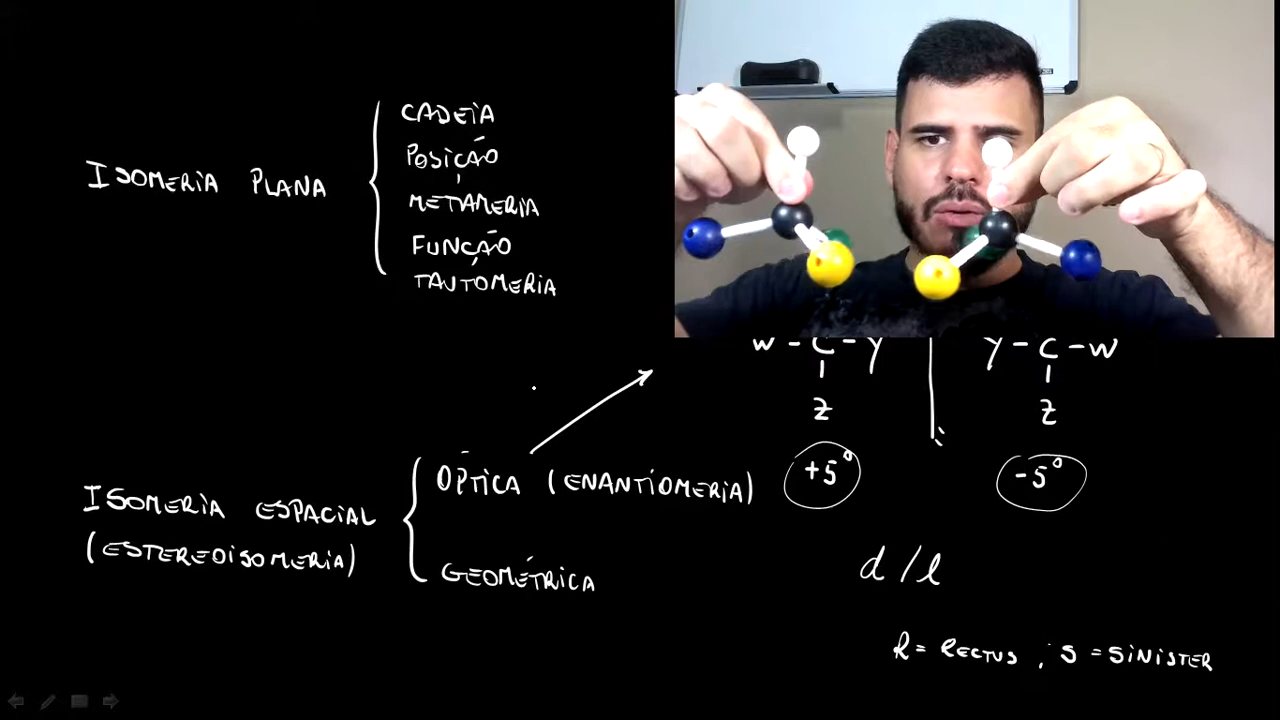 ISOMERIA PLANA
CADEIA
POSIÇÃO
METAMERIA
FUNÇÃO
TAUTOMERIA
W - C - Y
Z
Y - C - W
Z
ISOMERIA ESPACIAL
(ESTEREOISOMERIA)
ÓPTICA (ENANTIOMERIA)
GEOMÉTRICA
+5°
-5°
d / l
R = RECTUS ; S = SINISTER